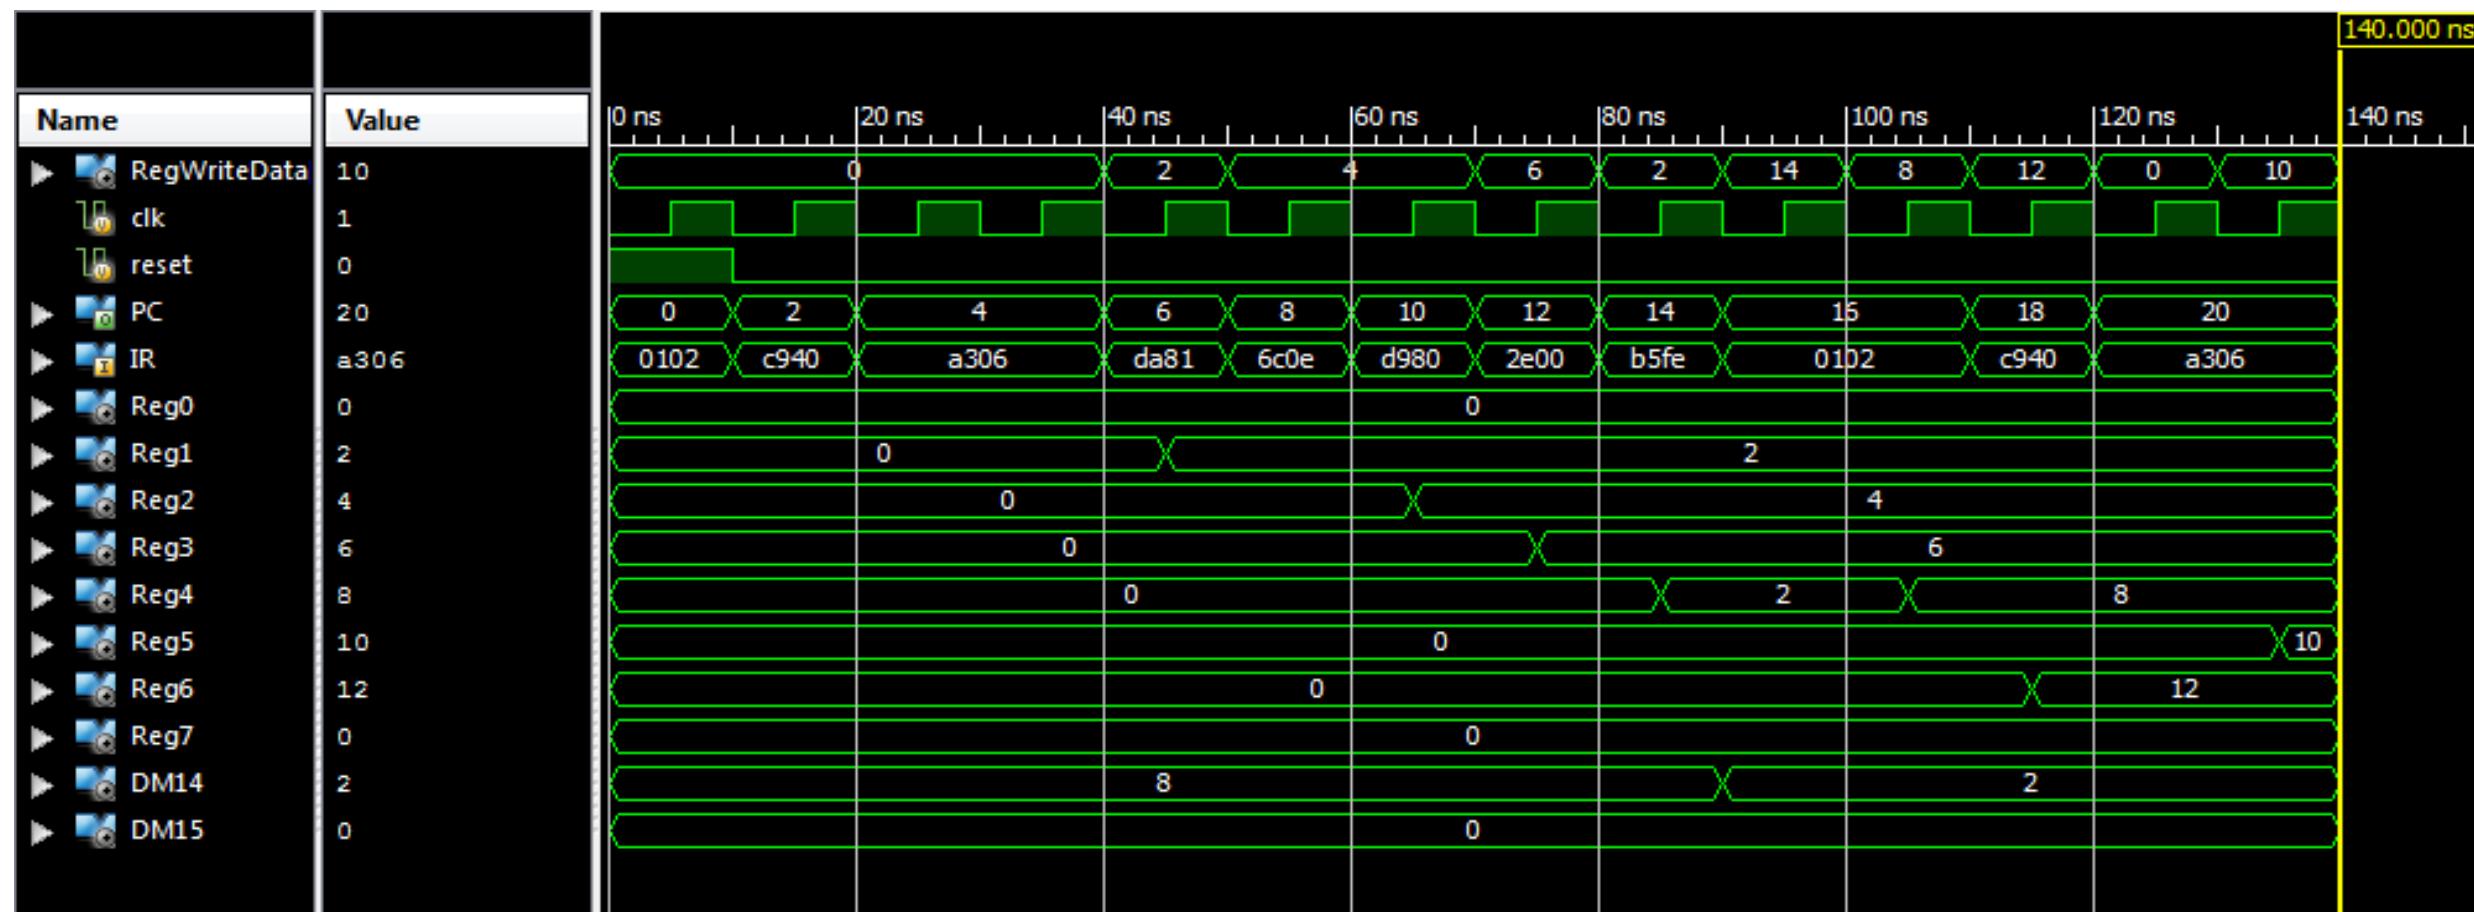 140.000 ns
Name Value 0 ns 20 ns 40 ns 60 ns 80 ns 100 ns 120 ns 140 ns
RegWriteData 10 0 2 4 6 2 14 8 12 0 10
clk 1
reset 0
PC 20 0 2 4 6 8 10 12 14 16 18 20
IR a306 0102 c940 a306 da81 6c0e d980 2e00 b5fe 0102 c940 a306
Reg0 0 0
Reg1 2 0 2
Reg2 4 0 4
Reg3 6 0 6
Reg4 8 0 2 8
Reg5 10 0 10
Reg6 12 0 12
Reg7 0 0
DM14 2 8 2
DM15 0 0